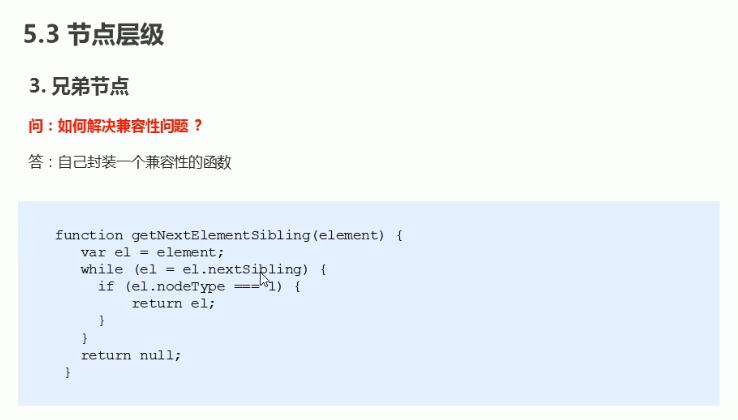 5.3 节点层级
3. 兄弟节点
问：如何解决兼容性问题 ？
答：自己封装一个兼容性的函数
function getNextElementSibling(element) {
var el = element;
while (el = el.nextSibling) {
if (el.nodeType === 1) {
return el;
}
}
return null;
}